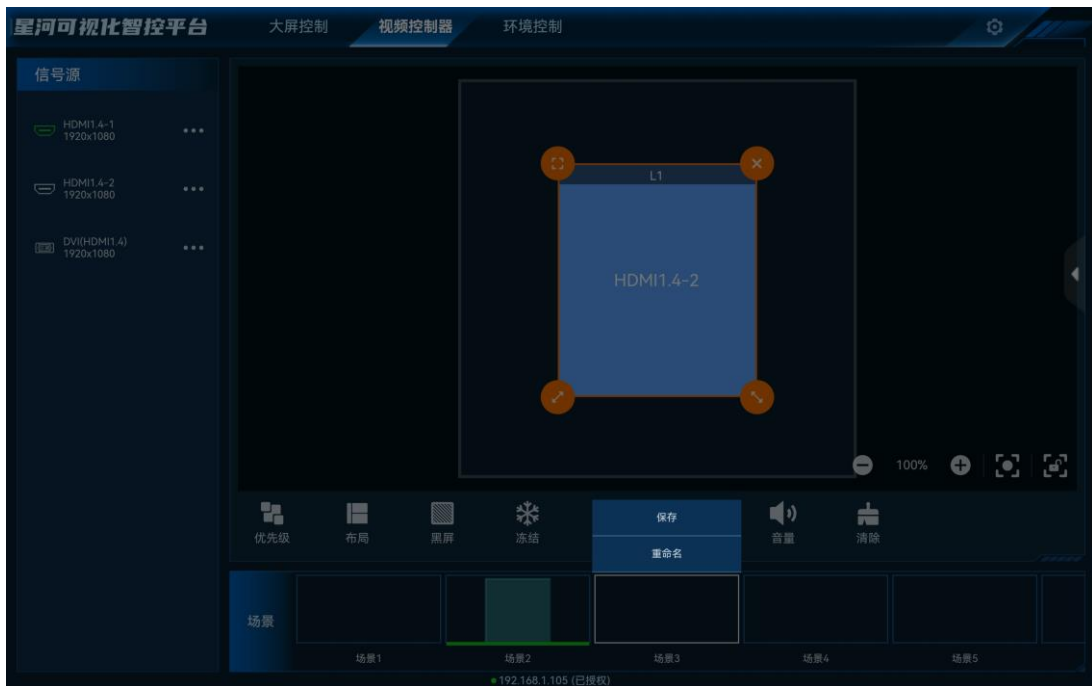 星河可视化智控平台
大屏控制
视频控制器
环境控制
信号源
HDMI1.4-1
1920x1080
HDMI1.4-2
1920x1080
DVI(HDMI1.4)
1920x1080
L1
HDMI1.4-2
100%
优先级
布局
黑屏
冻结
保存
重命名
音量
清除
场景
场景1
场景2
场景3
场景4
场景5
192.168.1.105 (已授权)